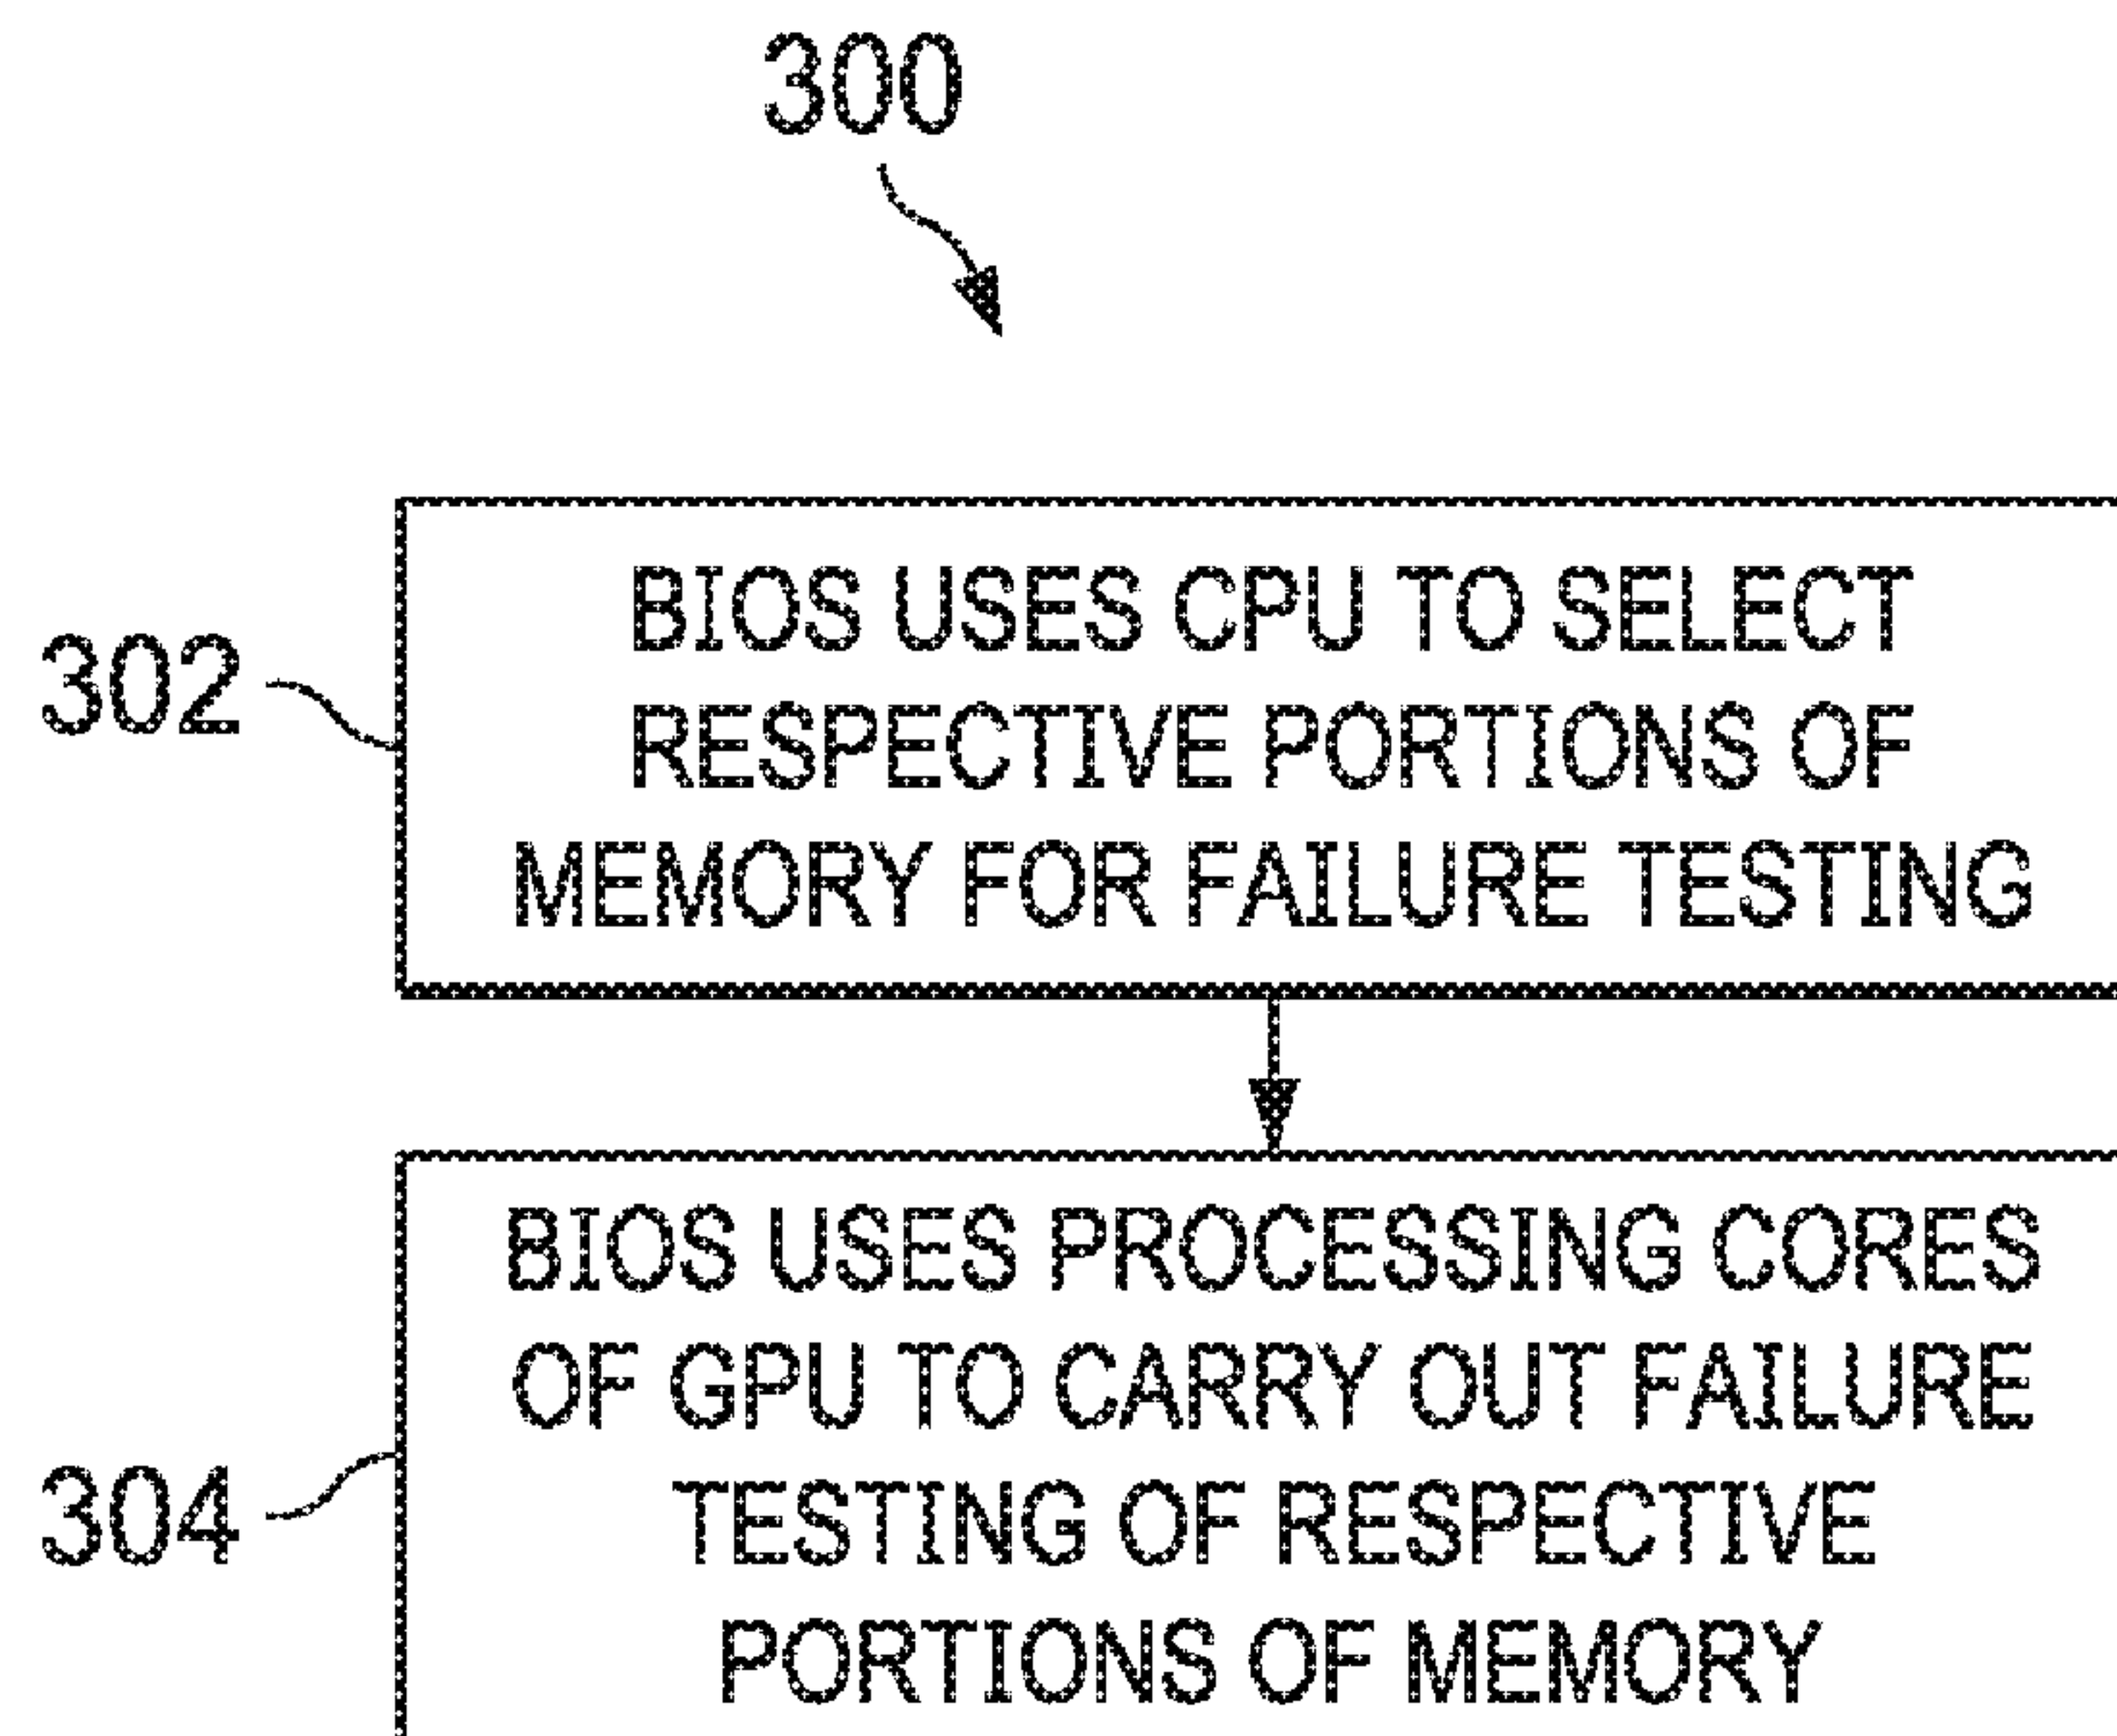 300
302
BIOS USES CPU TO SELECT
RESPECTIVE PORTIONS OF
MEMORY FOR FAILURE TESTING
304
BIOS USES PROCESSING CORES
OF GPU TO CARRY OUT FAILURE
TESTING OF RESPECTIVE
PORTIONS OF MEMORY